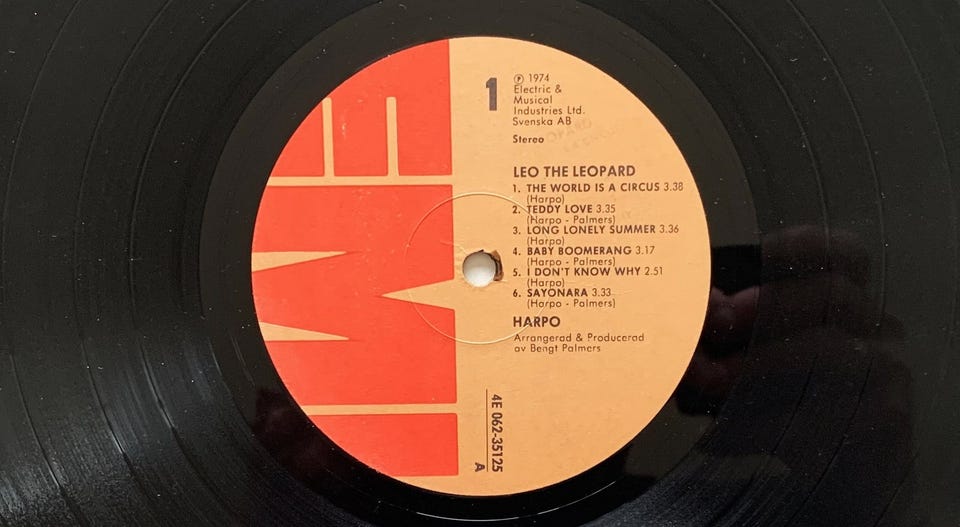 EMI
1
℗ 1974
Electric &
Musical
Industries Ltd.
Svenska AB
Stereo
LEO THE LEOPARD
1. THE WORLD IS A CIRCUS 3.38
(Harpo)
2. TEDDY LOVE 3.35
(Harpo - Palmers)
3. LONG LONELY SUMMER 3.36
(Harpo)
4. BABY BOOMERANG 3.17
(Harpo - Palmers)
5. I DON'T KNOW WHY 2.51
(Harpo)
6. SAYONARA 3.33
(Harpo - Palmers)
HARPO
Arrangerad & Producerad
av Bengt Palmers
4E 062-35125
A